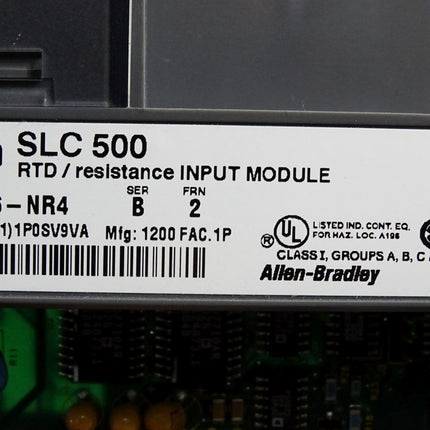 SLC 500
RTD / resistance INPUT MODULE
SER FRN
-NR4 B 2
1)1P0SV9VA Mfg: 1200 FAC.1P
UL LISTED IND. CONT. EQ.
FOR HAZ. LOC. A196
CLASS I, GROUPS A, B, C
Allen-Bradley